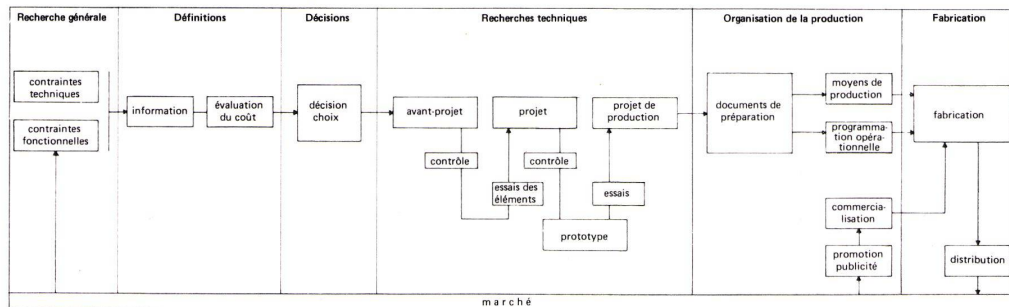 Recherche générale
Définitions
Décisions
Recherches techniques
Organisation de la production
Fabrication
contraintes
techniques
contraintes
fonctionnelles
information
évaluation
du coût
décision
choix
avant-projet
contrôle
essais des
éléments
projet
contrôle
prototype
essais
projet de
production
documents de
préparation
moyens de
production
programma-
tion opéra-
tionnelle
commercia-
lisation
promotion
publicité
fabrication
distribution
marché